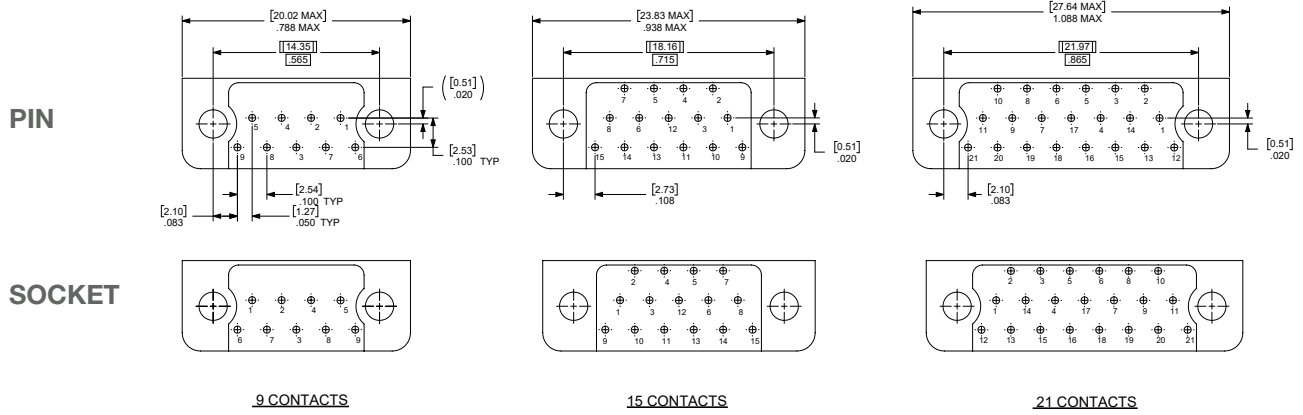 [20.02 MAX]
.788 MAX
[14.35]
.565
[0.51]
.020
5 4 2 1
9 8 3 7 6
[2.53]
.100 TYP
[2.54]
.100 TYP
[2.10]
.083
[1.27]
.050 TYP
[23.83 MAX]
.938 MAX
[18.16]
.715
7 5 4 2
8 6 12 3 1
15 14 13 11 10 9
[0.51]
.020
[2.73]
.108
[27.64 MAX]
1.088 MAX
[21.97]
.865
10 8 6 5 3 2
11 9 7 17 4 14 1
21 20 19 18 16 15 13 12
[0.51]
.020
[2.10]
.083
PIN
SOCKET
1 2 4 5
6 7 3 8 9
2 4 5 7
1 3 12 6 8
9 10 11 13 14 15
2 3 5 6 8 10
1 14 4 17 7 9 11
12 13 15 16 18 19 20 21
9 CONTACTS
15 CONTACTS
21 CONTACTS